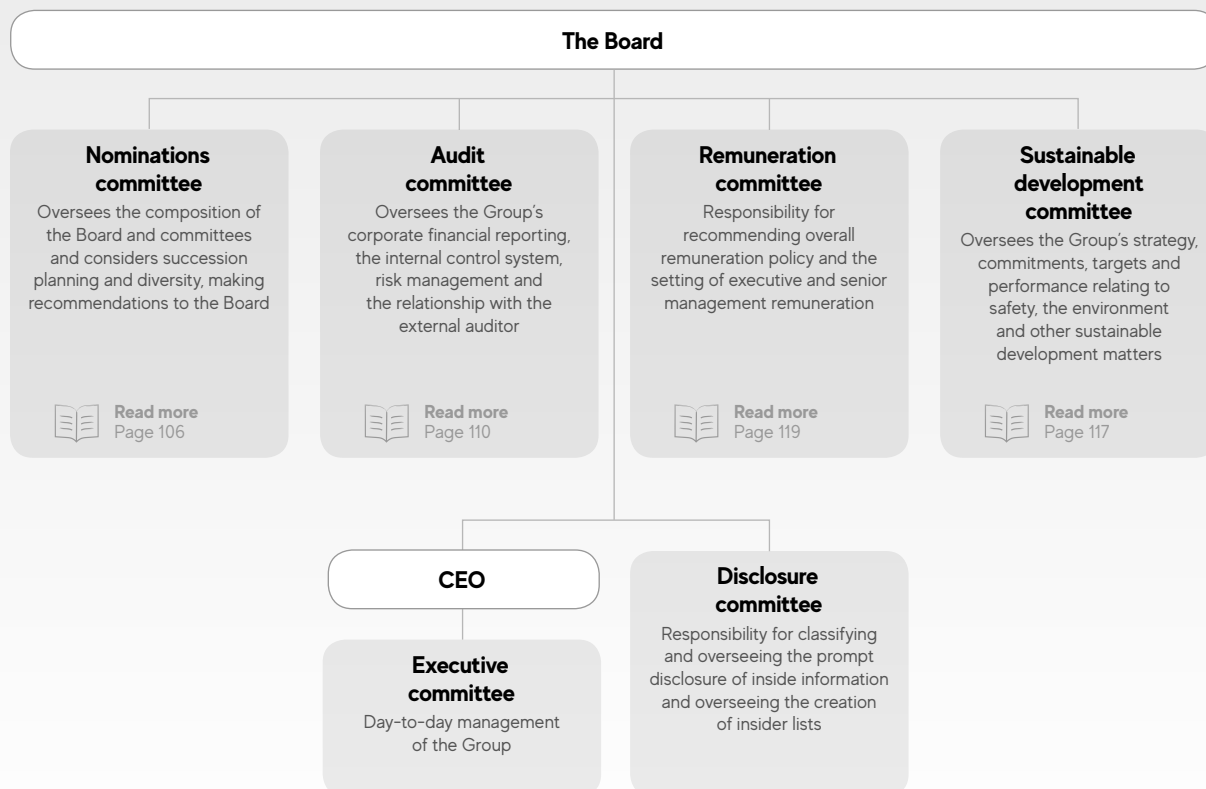 The Board
Nominations
committee
Oversees the composition of
the Board and committees
and considers succession
planning and diversity, making
recommendations to the Board
Read more
Page 106
Audit
committee
Oversees the Group’s
corporate financial reporting,
the internal control system,
risk management and
the relationship with the
external auditor
Read more
Page 110
Remuneration
committee
Responsibility for
recommending overall
remuneration policy and the
setting of executive and senior
management remuneration
Read more
Page 119
Sustainable
development
committee
Oversees the Group’s strategy,
commitments, targets and
performance relating to
safety, the environment
and other sustainable
development matters
Read more
Page 117
CEO
Executive
committee
Day-to-day management
of the Group
Disclosure
committee
Responsibility for classifying
and overseeing the prompt
disclosure of inside information
and overseeing the creation
of insider lists